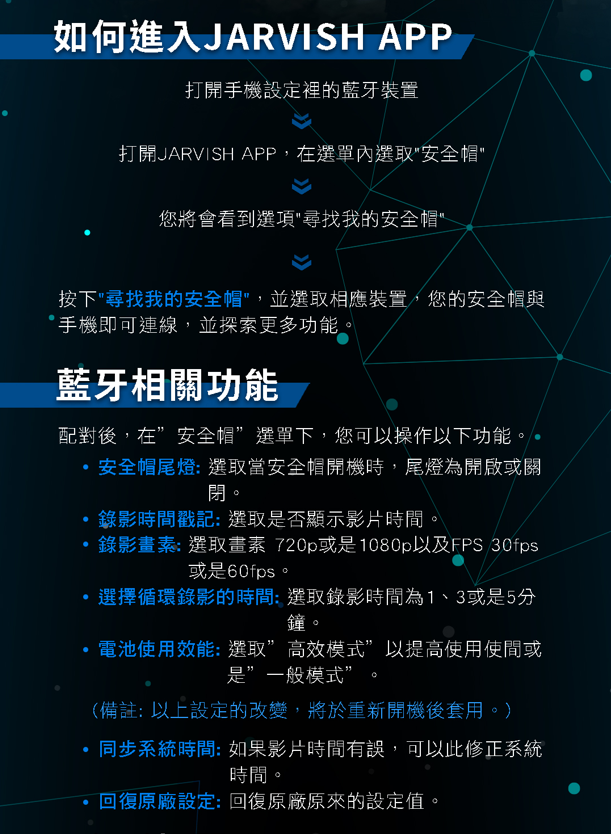 如何進入JARVISH APP
打開手機設定裡的藍牙裝置
打開JARVISH APP，在選單內選取"安全帽"
您將會看到選項"尋找我的安全帽"
按下"尋找我的安全帽"，並選取相應裝置，您的安全帽與
手機即可連線，並探索更多功能。
藍牙相關功能
配對後，在”安全帽”選單下，您可以操作以下功能。
• 安全帽尾燈: 選取當安全帽開機時，尾燈為開啟或關
閉。
• 錄影時間戳記: 選取是否顯示影片時間。
• 錄影畫素: 選取畫素 720p或是1080p以及FPS 30fps
或是60fps。
• 選擇循環錄影的時間: 選取錄影時間為1、3或是5分
鐘。
• 電池使用效能: 選取”高效模式”以提高使用使間或
是”一般模式”。
（備註: 以上設定的改變，將於重新開機後套用。）
• 同步系統時間: 如果影片時間有誤，可以此修正系統
時間。
• 回復原廠設定: 回復原廠原來的設定值。